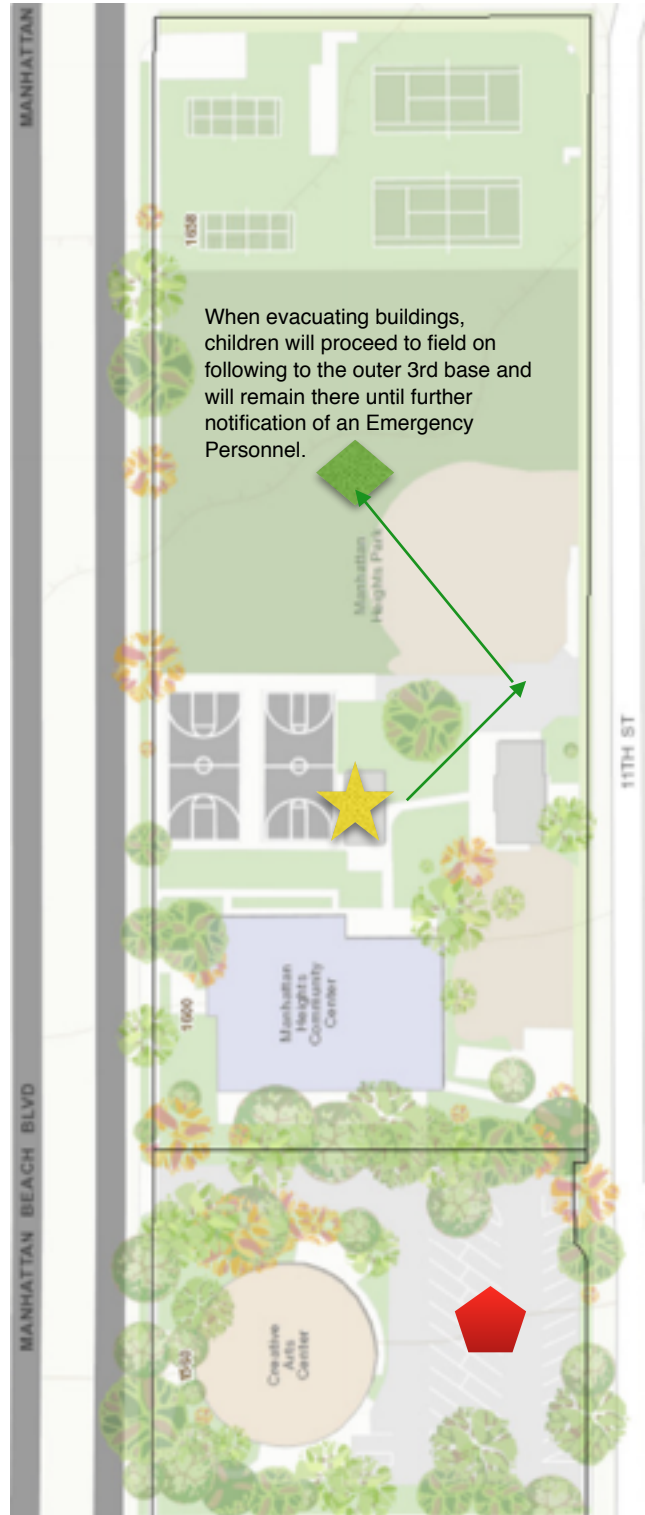 MANHATTAN
1638
When evacuating buildings,
children will proceed to field on
following to the outer 3rd base and
will remain there until further
notification of an Emergency
Personnel.
Manhattan
Heights Park
11TH ST
Manhattan
Heights
Community
Center
1600
MANHATTAN BEACH BLVD
Creative
Arts
Center
1560